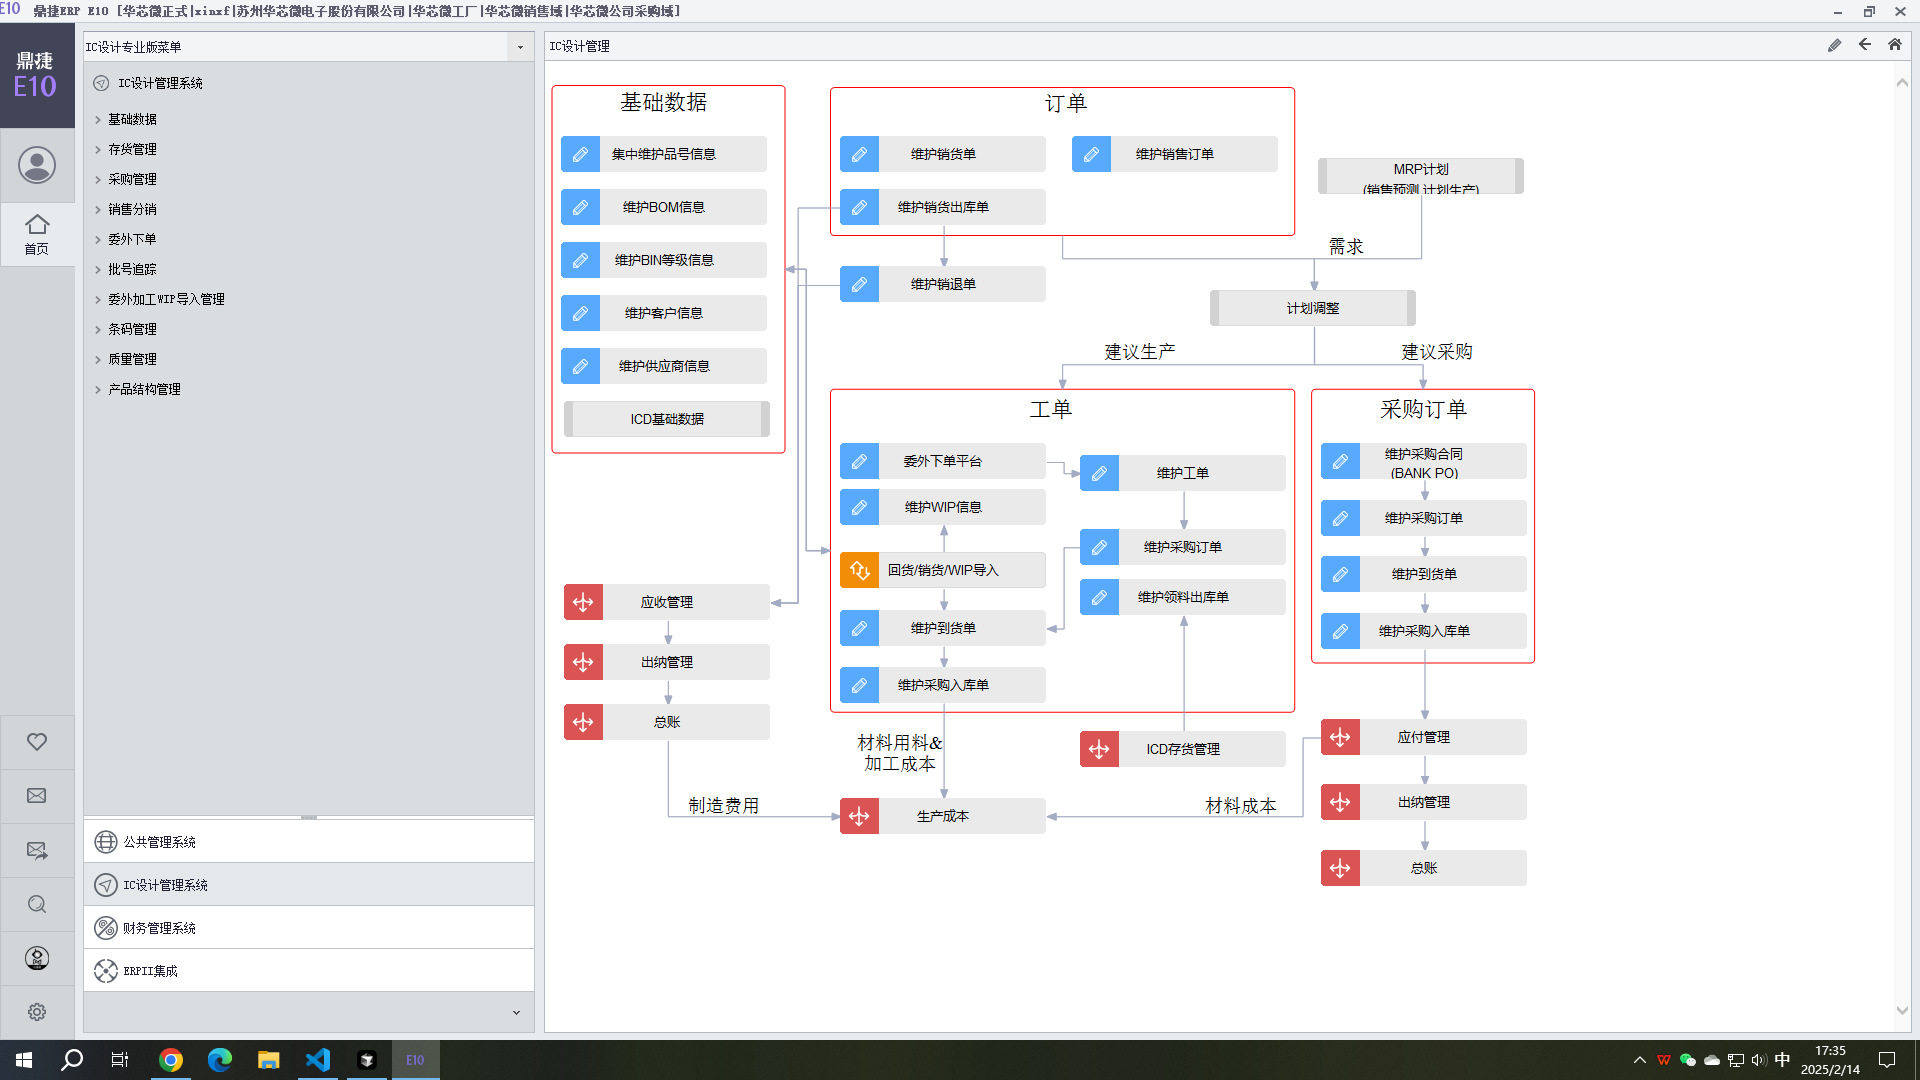 E10 鼎捷ERP E10 [华芯微正式|xinxf|苏州华芯微电子股份有限公司|华芯微工厂|华芯微销售域|华芯微公司采购域]
鼎捷
E10
首页
IC设计专业版菜单
IC设计管理系统
基础数据
存货管理
采购管理
销售分销
委外下单
批号追踪
委外加工WIP导入管理
条码管理
质量管理
产品结构管理
公共管理系统
IC设计管理系统
财务管理系统
ERPII集成
IC设计管理
基础数据
集中维护品号信息
维护BOM信息
维护BIN等级信息
维护客户信息
维护供应商信息
ICD基础数据
订单
维护销货单
维护销售订单
维护销货出库单
维护销退单
MRP计划
(销售预测,计划生产)
需求
计划调整
建议生产
建议采购
工单
委外下单平台
维护工单
维护WIP信息
维护采购订单
回货/销货/WIP导入
维护领料出库单
维护到货单
维护采购入库单
采购订单
维护采购合同
(BANK PO)
维护采购订单
维护到货单
维护采购入库单
应收管理
出纳管理
总账
材料用料&
加工成本
ICD存货管理
应付管理
制造费用
生产成本
材料成本
出纳管理
总账
E10
中
17:35
2025/2/14